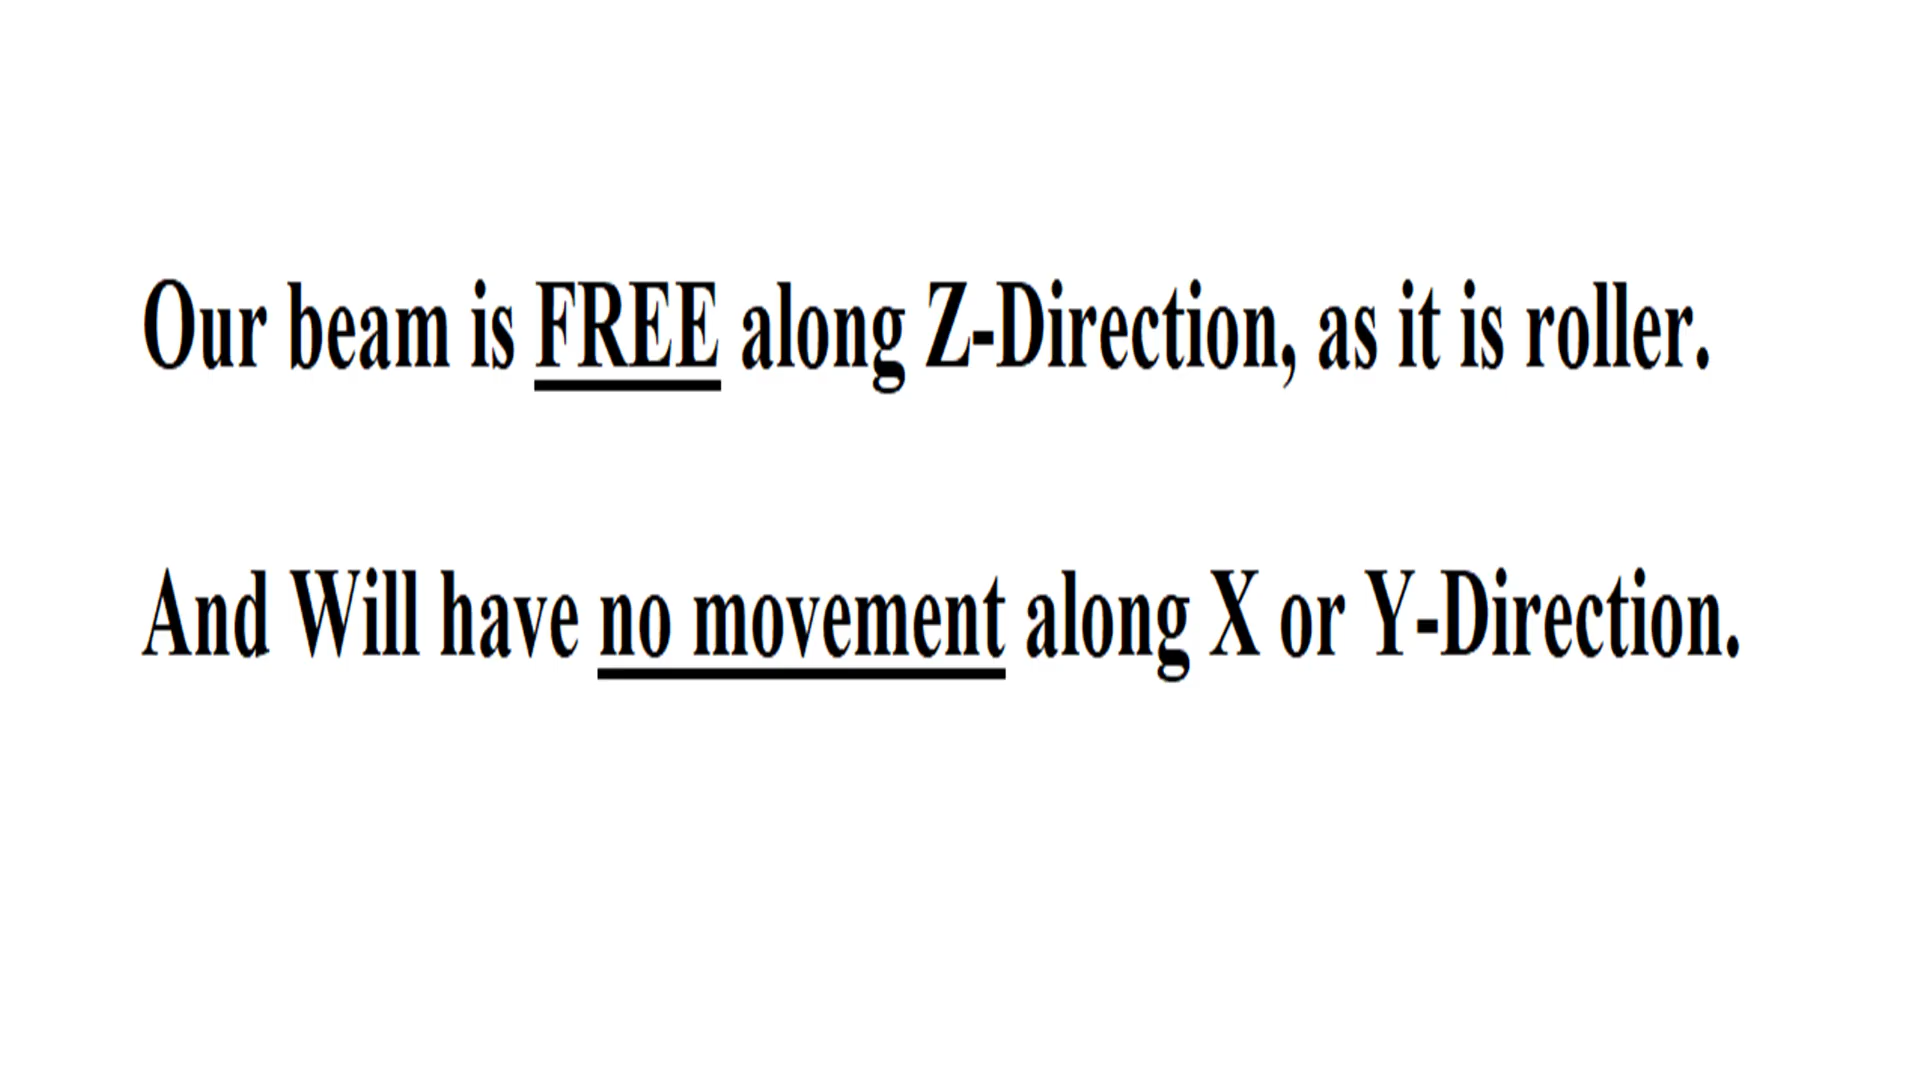 Our beam is FREE along Z-Direction, as it is roller.
And Will have no movement along X or Y-Direction.